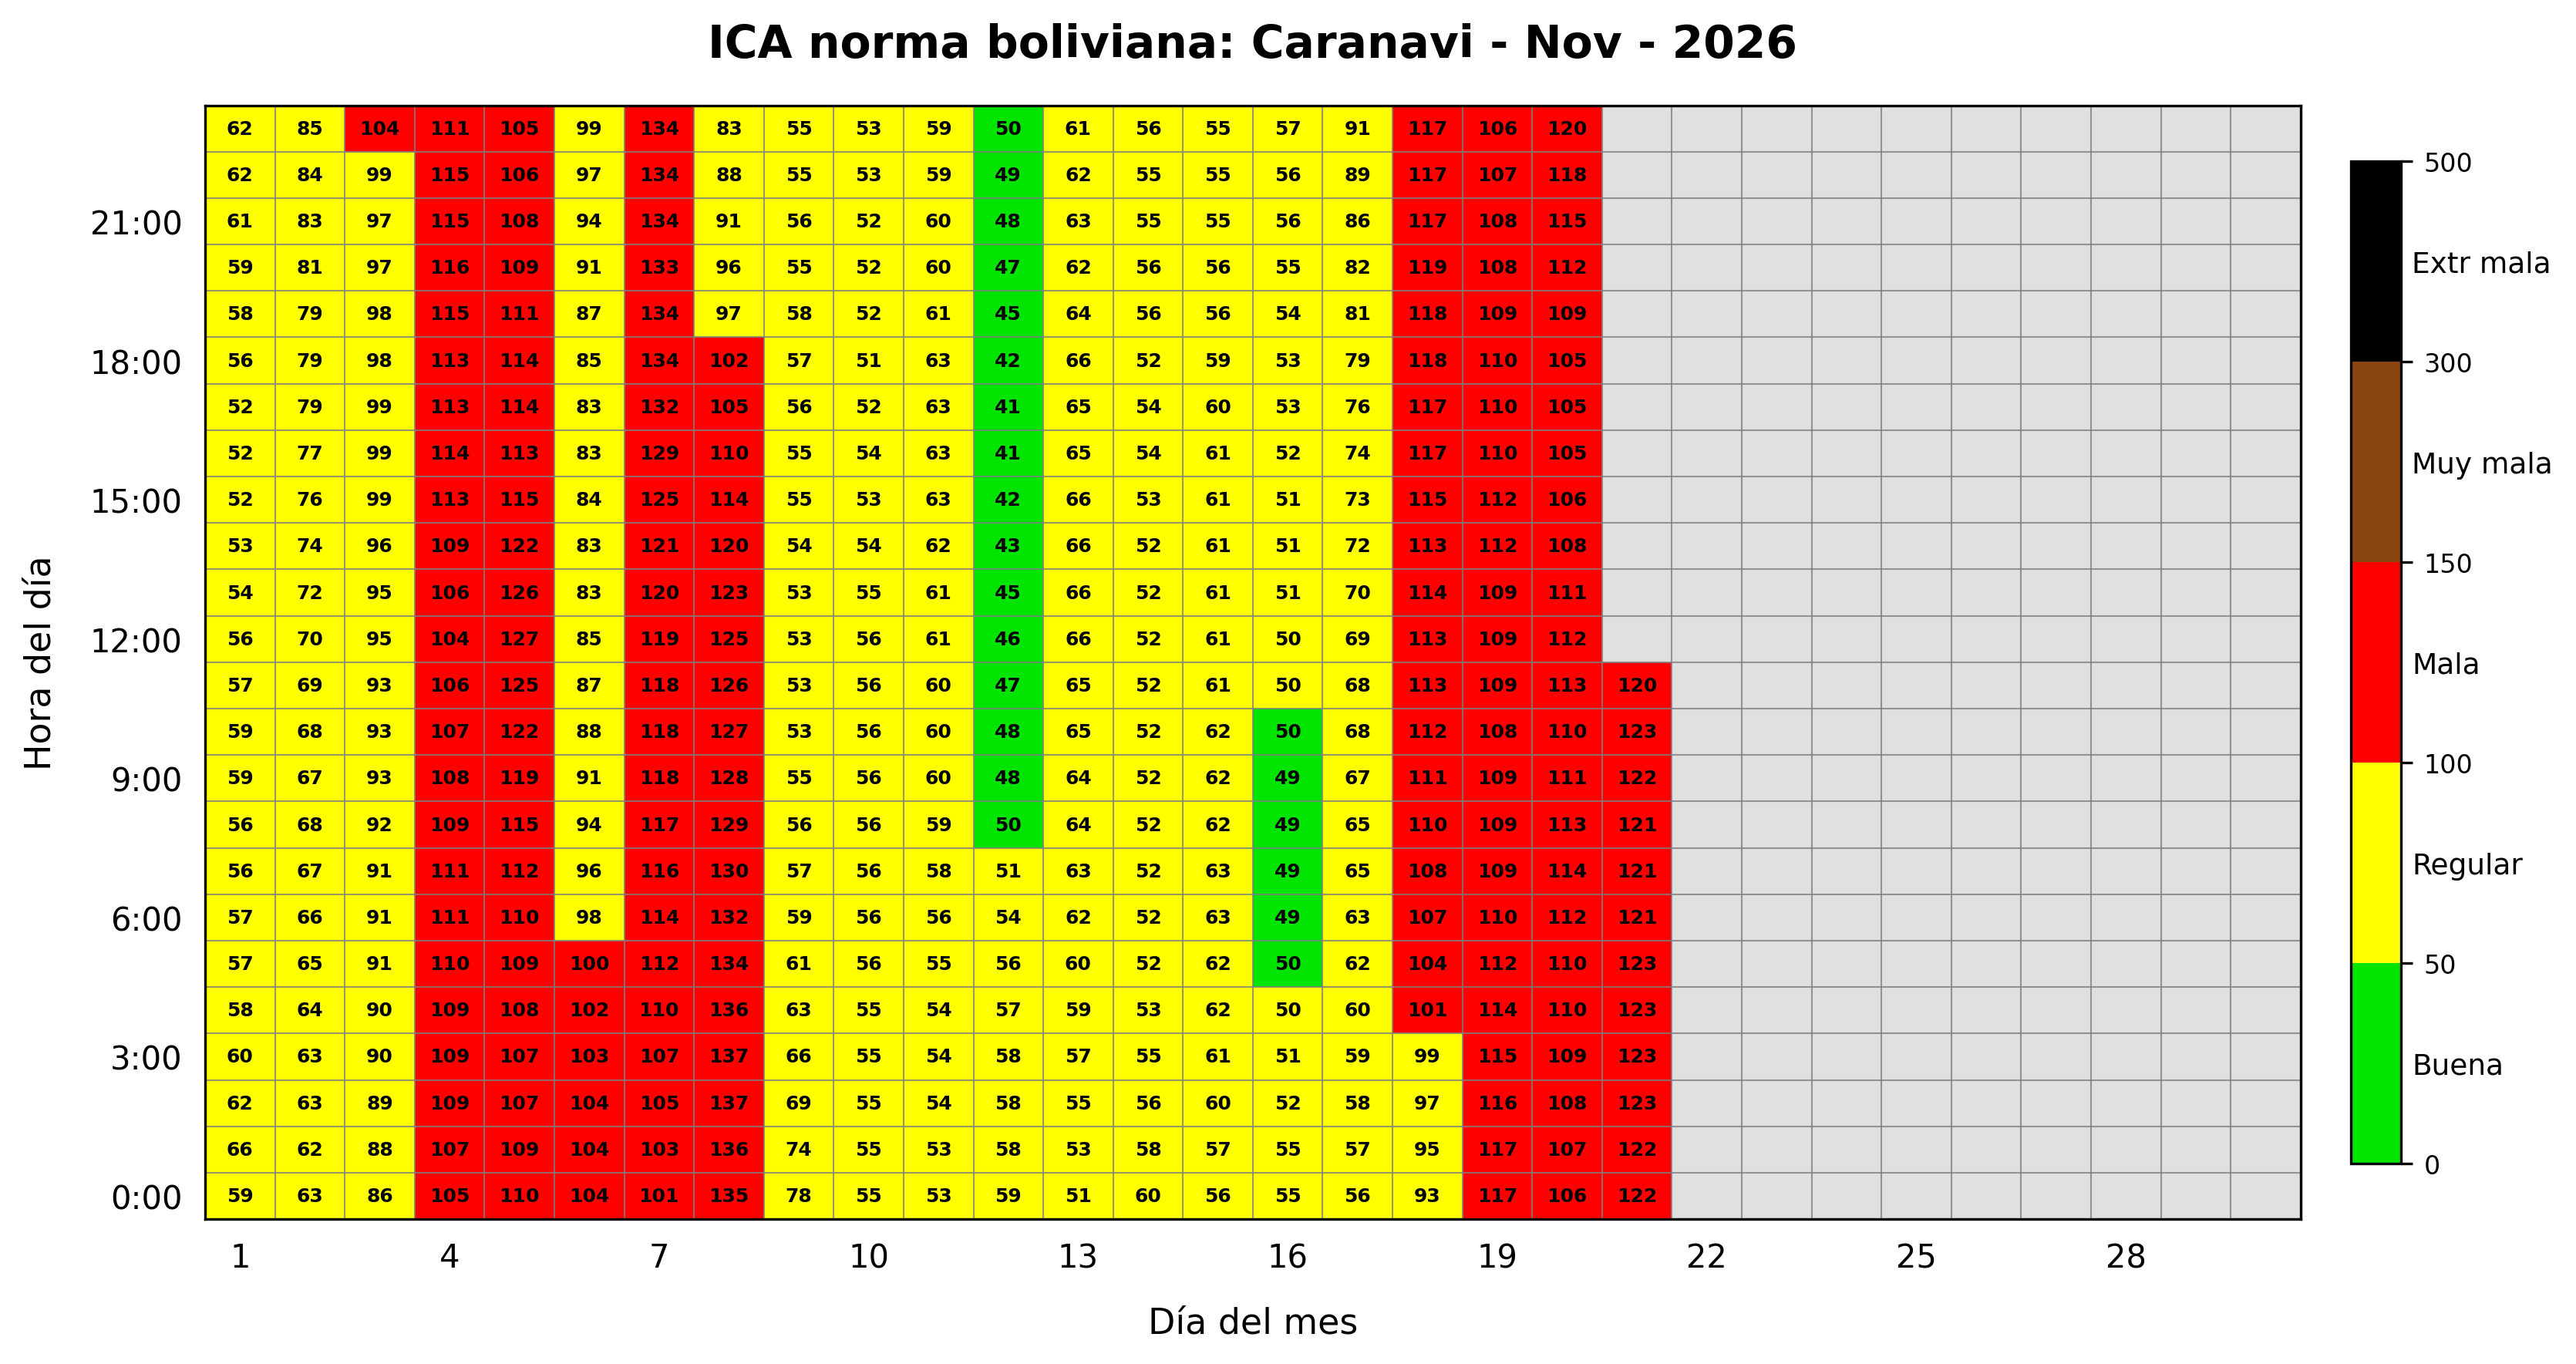 ICA norma boliviana: Caranavi - Nov - 2026
62 85 104 111 105 99 134 83 55 53 59 50 61 56 55 57 91 117 106 120
62 84 99 115 106 97 134 88 55 53 59 49 62 55 55 56 89 117 107 118
21:00 61 83 97 115 108 94 134 91 56 52 60 48 63 55 55 56 86 117 108 115
59 81 97 116 109 91 133 96 55 52 60 47 62 56 56 55 82 119 108 112
58 79 98 115 111 87 134 97 58 52 61 45 64 56 56 54 81 118 109 109
18:00 56 79 98 113 114 85 134 102 57 51 63 42 66 52 59 53 79 118 110 105
52 79 99 113 114 83 132 105 56 52 63 41 65 54 60 53 76 117 110 105
52 77 99 114 113 83 129 110 55 54 63 41 65 54 61 52 74 117 110 105
15:00 52 76 99 113 115 84 125 114 55 53 63 42 66 53 61 51 73 115 112 106
53 74 96 109 122 83 121 120 54 54 62 43 66 52 61 51 72 113 112 108
54 72 95 106 126 83 120 123 53 55 61 45 66 52 61 51 70 114 109 111
12:00 56 70 95 104 127 85 119 125 53 56 61 46 66 52 61 50 69 113 109 112
57 69 93 106 125 87 118 126 53 56 60 47 65 52 61 50 68 113 109 113 120
59 68 93 107 122 88 118 127 53 56 60 48 65 52 62 50 68 112 108 110 123
9:00 59 67 93 108 119 91 118 128 55 56 60 48 64 52 62 49 67 111 109 111 122
56 68 92 109 115 94 117 129 56 56 59 50 64 52 62 49 65 110 109 113 121
56 67 91 111 112 96 116 130 57 56 58 51 63 52 63 49 65 108 109 114 121
6:00 57 66 91 111 110 98 114 132 59 56 56 54 62 52 63 49 63 107 110 112 121
57 65 91 110 109 100 112 134 61 56 55 56 60 52 62 50 62 104 112 110 123
58 64 90 109 108 102 110 136 63 55 54 57 59 53 62 50 60 101 114 110 123
3:00 60 63 90 109 107 103 107 137 66 55 54 58 57 55 61 51 59 99 115 109 123
62 63 89 109 107 104 105 137 69 55 54 58 55 56 60 52 58 97 116 108 123
66 62 88 107 109 104 103 136 74 55 53 58 53 58 57 55 57 95 117 107 122
0:00 59 63 86 105 110 104 101 135 78 55 53 59 51 60 56 55 56 93 117 106 122
1 4 7 10 13 16 19 22 25 28
Día del mes
Hora del día
500
Extr mala
300
Muy mala
150
Mala
100
Regular
50
Buena
0